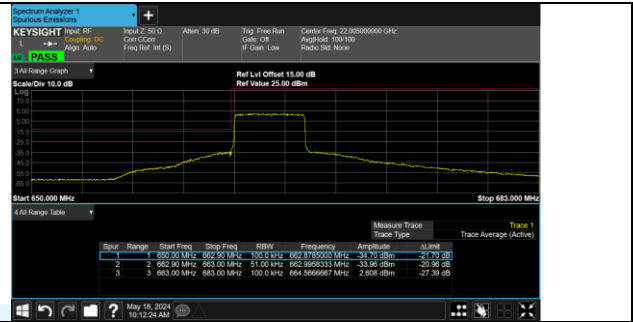 Spectrum Analyzer 1
Spurious Emissions
KEYSIGHT Input: RF Input Z: 50 Ω Atten: 30 dB Trig: Free Run Center Freq: 22.005000000 GHz
Coupling: DC Corr CCorr Gate: Off Avg|Hold: 100/100
Align: Auto Freq Ref: Int (S) IF Gain: Low Radio Std: None
PASS
3 All Range Graph
Ref Lvl Offset 15.00 dB
Scale/Div 10.0 dB Ref Value 25.00 dBm
Log
15.0
5.00
-5.00
-15.0
-25.0
-35.0
-45.0
-55.0
-65.0
Start 650.000 MHz Stop 683.000 MHz
4 All Range Table
Measure Trace Trace 1
Trace Type Trace Average (Active)
Spur Range Start Freq Stop Freq RBW Frequency Amplitude ΔLimit
1 1 650.00 MHz 662.90 MHz 100.0 kHz 662.8785000 MHz -34.70 dBm -21.70 dB
2 2 662.90 MHz 663.00 MHz 51.00 kHz 662.9958333 MHz -33.96 dBm -20.96 dB
3 3 663.00 MHz 683.00 MHz 100.0 kHz 664.5666667 MHz 2.608 dBm -27.39 dB
May 18, 2024
10:12:24 AM